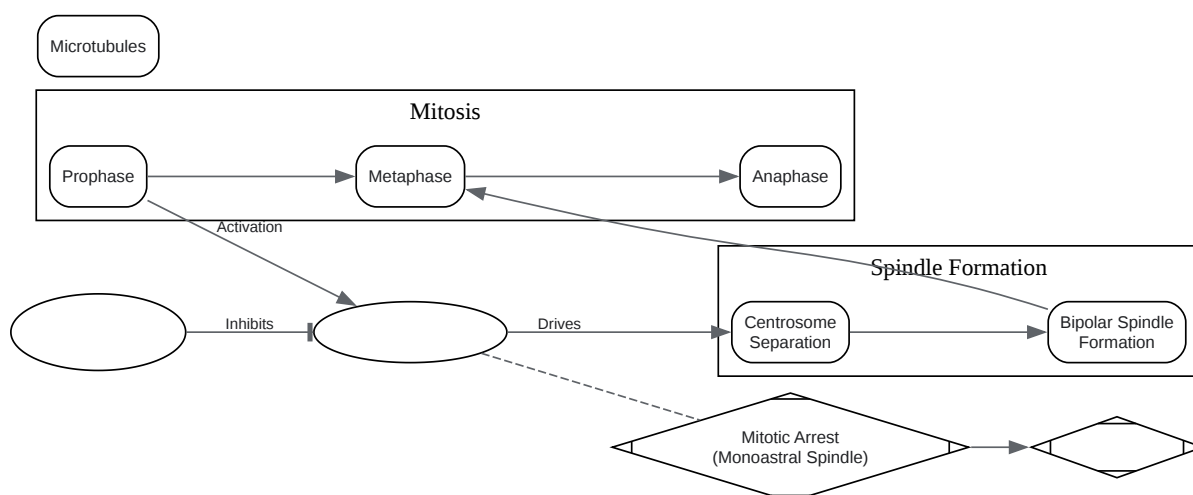 Microtubules
Mitosis
Prophase
Metaphase
Anaphase
Activation
Spindle Formation
Inhibits
Drives
Centrosome
Separation
Bipolar Spindle
Formation
Mitotic Arrest
(Monoastral Spindle)